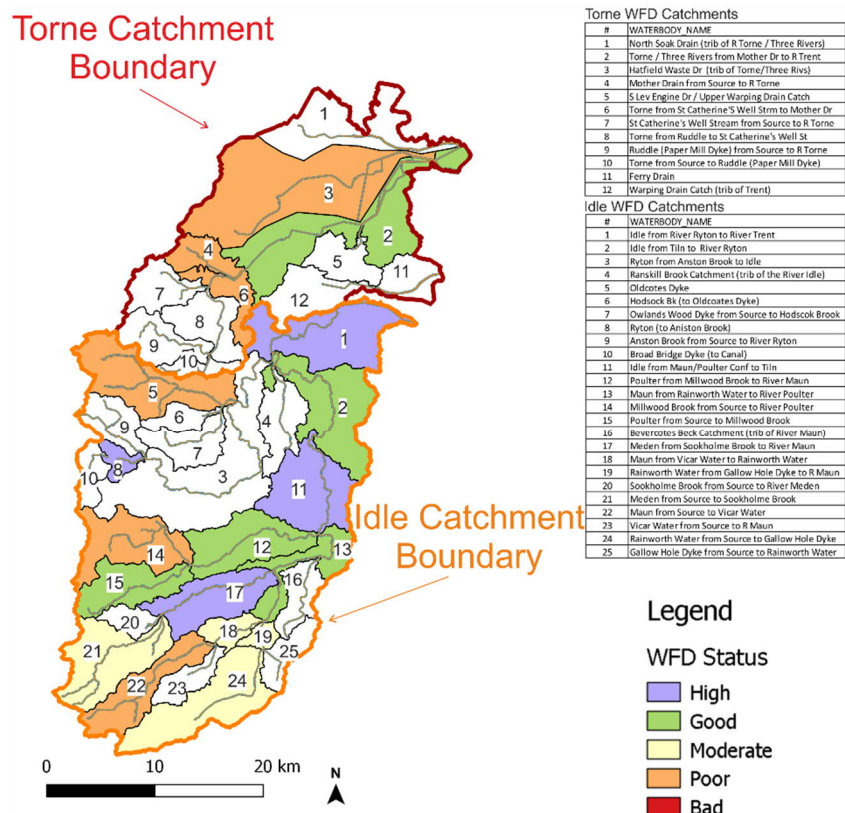 Torne Catchment
Boundary
Torne WFD Catchments
# WATERBODY_NAME
1 North Soak Drain (trib of R Torne / Three Rivers)
2 Torne / Three Rivers from Mother Dr to R Trent
3 Hatfield Waste Dr (trib of Torne/Three Rivs)
4 Mother Drain from Source to R Torne
5 S Lev Engine Dr / Upper Warping Drain Catch
6 Torne from St Catherine'S Well Strm to Mother Dr
7 St Catherine's Well Stream from Source to R Torne
8 Torne from Ruddle to St Catherine's Well St
9 Ruddle (Paper Mill Dyke) from Source to R Torne
10 Torne from Source to Ruddle (Paper Mill Dyke)
11 Ferry Drain
12 Warping Drain Catch (trib of Trent)
Idle WFD Catchments
# WATERBODY_NAME
1 Idle from River Ryton to River Trent
2 Idle from Tiln to River Ryton
3 Ryton from Anston Brook to Idle
4 Ranskill Brook Catchment (trib of the River Idle)
5 Oldcotes Dyke
6 Hodsock Bk (to Oldcoates Dyke)
7 Owlands Wood Dyke from Source to Hodscok Brook
8 Ryton (to Aniston Brook)
9 Anston Brook from Source to River Ryton
10 Broad Bridge Dyke (to Canal)
11 Idle from Maun/Poulter Conf to Tiln
12 Poulter from Millwood Brook to River Maun
13 Maun from Rainworth Water to River Poulter
14 Millwood Brook from Source to River Poulter
15 Poulter from Source to Millwood Brook
16 Bevercotes Beck Catchment (trib of River Maun)
17 Meden from Sookholme Brook to River Maun
18 Maun from Vicar Water to Rainworth Water
19 Rainworth Water from Gallow Hole Dyke to R Maun
20 Sookholme Brook from Source to River Meden
21 Meden from Source to Sookholme Brook
22 Maun from Source to Vicar Water
23 Vicar Water from Source to R Maun
24 Rainworth Water from Source to Gallow Hole Dyke
25 Gallow Hole Dyke from Source to Rainworth Water
1
3
2
4
5
11
6
7
12
8
9
10
1
5
2
6
4
9
7
8
3
10
11
Idle Catchment
Boundary
12
13
14
15
16
17
20
18
19
21
25
22
23
24
Legend
WFD Status
High
Good
Moderate
Poor
Bad
0 10 20 km
N